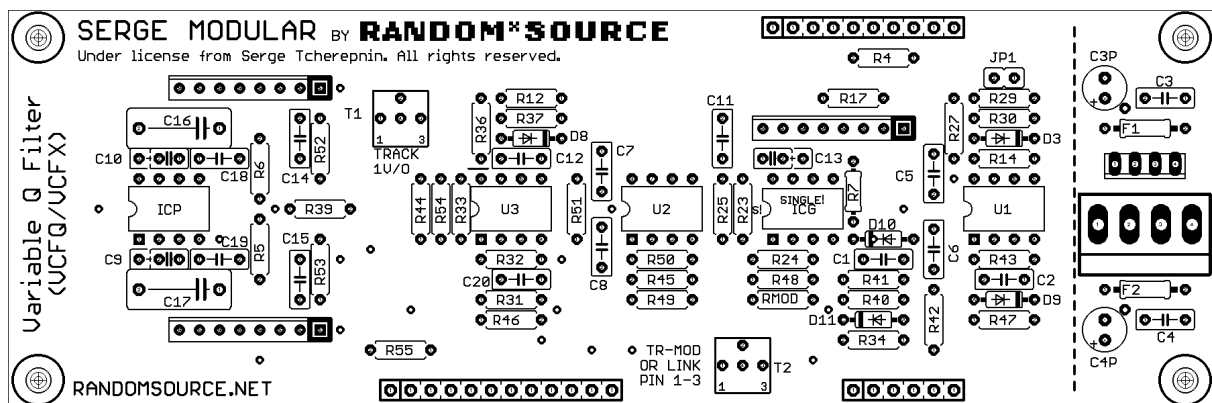 SERGE MODULAR BY RANDOM*SOURCE
Under license from Serge Tcherepnin. All rights reserved.
Variable Q Filter
(VCFQ/VCFX)
R4
JP1
C3P
C3
+
T1
R36
R12
R37
D8
C12
C11
R17
R27
R29
R30
D3
R14
F1
C16
C10
C18
R6
C14
R52
1 3
TRACK
1V/O
C7
C13
R7
C5
ICP
R39
R44
R54
R33
U3
R51
U2
R25
R23
S!
SINGLE!
ICG
U1
1 2 3 4
D10
C9
C19
R5
C15
R53
C17
R32
C20
R31
R46
C8
R50
R45
R49
R24
R48
RMOD
C1
R41
R40
D11
R34
C6
R42
R43
C2
D9
R47
F2
C4
+
C4P
R55
TR-MOD
OR LINK
PIN 1-3
T2
1 3
RANDOMSOURCE.NET